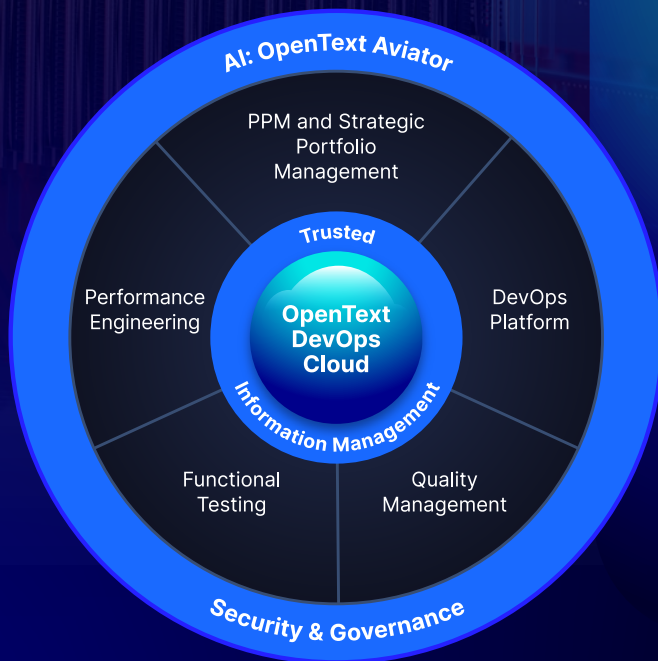 AI: OpenText Aviator
PPM and Strategic
Portfolio
Management
Trusted
Performance
Engineering
OpenText
DevOps
Cloud
DevOps
Platform
Information Management
Functional
Testing
Quality
Management
Security & Governance